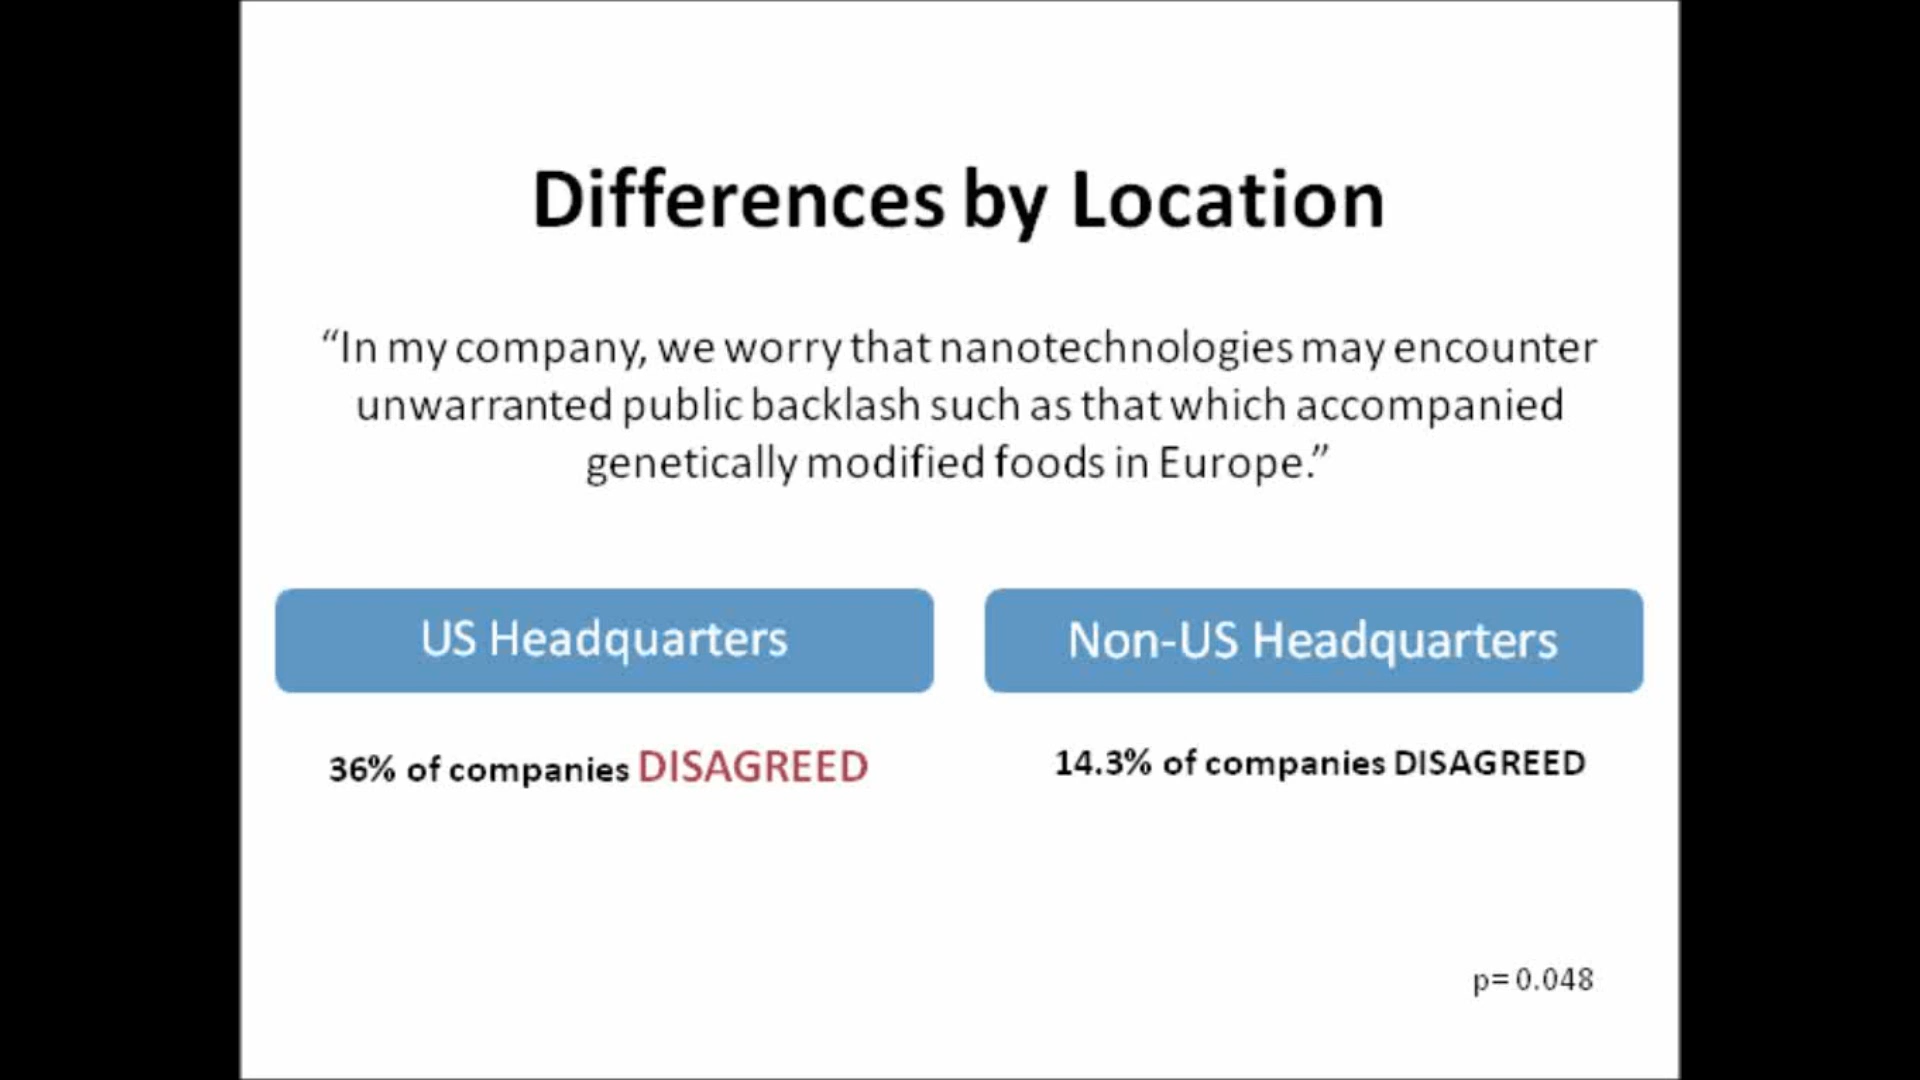 Differences by Location
“In my company, we worry that nanotechnologies may encounter
unwarranted public backlash such as that which accompanied
genetically modified foods in Europe.”
US Headquarters
Non-US Headquarters
36% of companies DISAGREED
14.3% of companies DISAGREED
p= 0.048